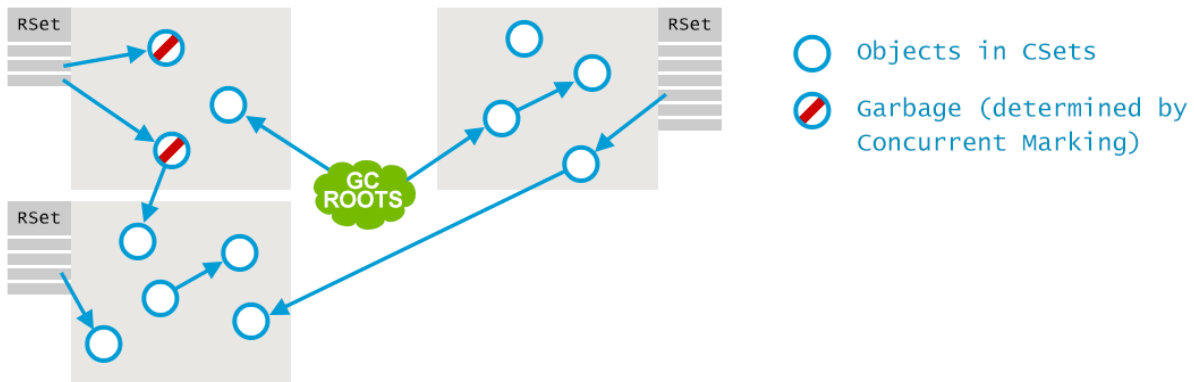 RSet
RSet
Objects in CSets
Garbage (determined by
Concurrent Marking)
GC
ROOTS
RSet